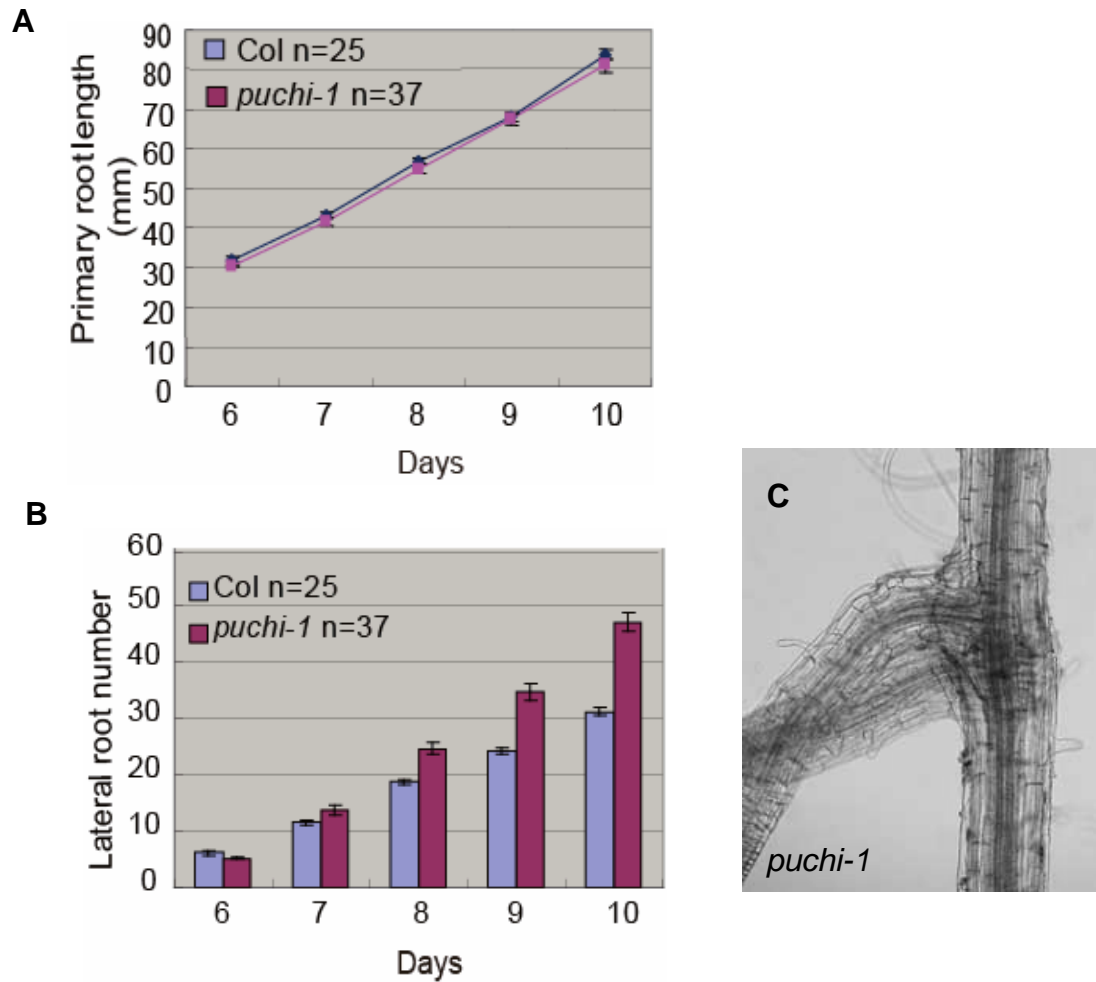 A
90
80
70
60
50
40
30
20
10
0
Col n=25
puchi-1 n=37
Primary root length
(mm)
6 7 8 9 10
Days
B
60
50
40
30
20
10
0
Col n=25
puchi-1 n=37
Lateral root number
6 7 8 9 10
Days
C
puchi-1